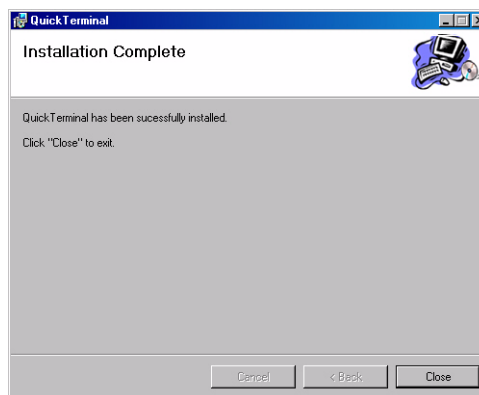 QuickTerminal
Installation Complete
QuickTerminal has been sucessfully installed.
Click "Close" to exit.
Cancel
< Back
Close